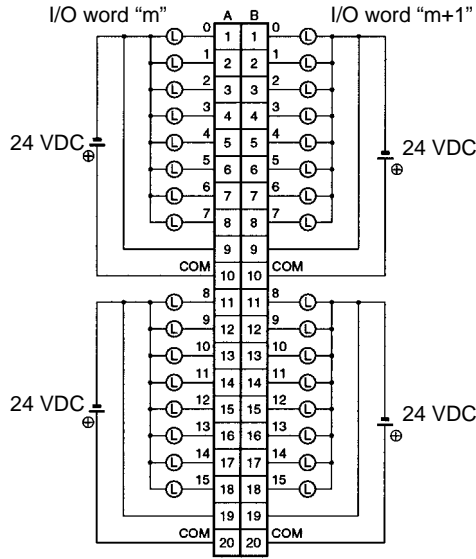 I/O word “m” A B I/O word “m+1”
0 1 1 0
L L
1 2 2 1
L L
2 3 3 2
L L
3 4 4 3
L L
24 VDC 4 5 5 4 24 VDC
L L
⊕ 5 6 6 5 ⊕
L L
6 7 7 6
L L
7 8 8 7
L L
9 9
COM 10 10 COM
8 11 11 8
L L
9 12 12 9
L L
10 13 13 10
L L
11 14 14 11
L L
24 VDC 12 15 15 12 24 VDC
L L
⊕ 13 16 16 13 ⊕
L L
14 17 17 14
L L
15 18 18 15
L L
19 19
COM 20 20 COM